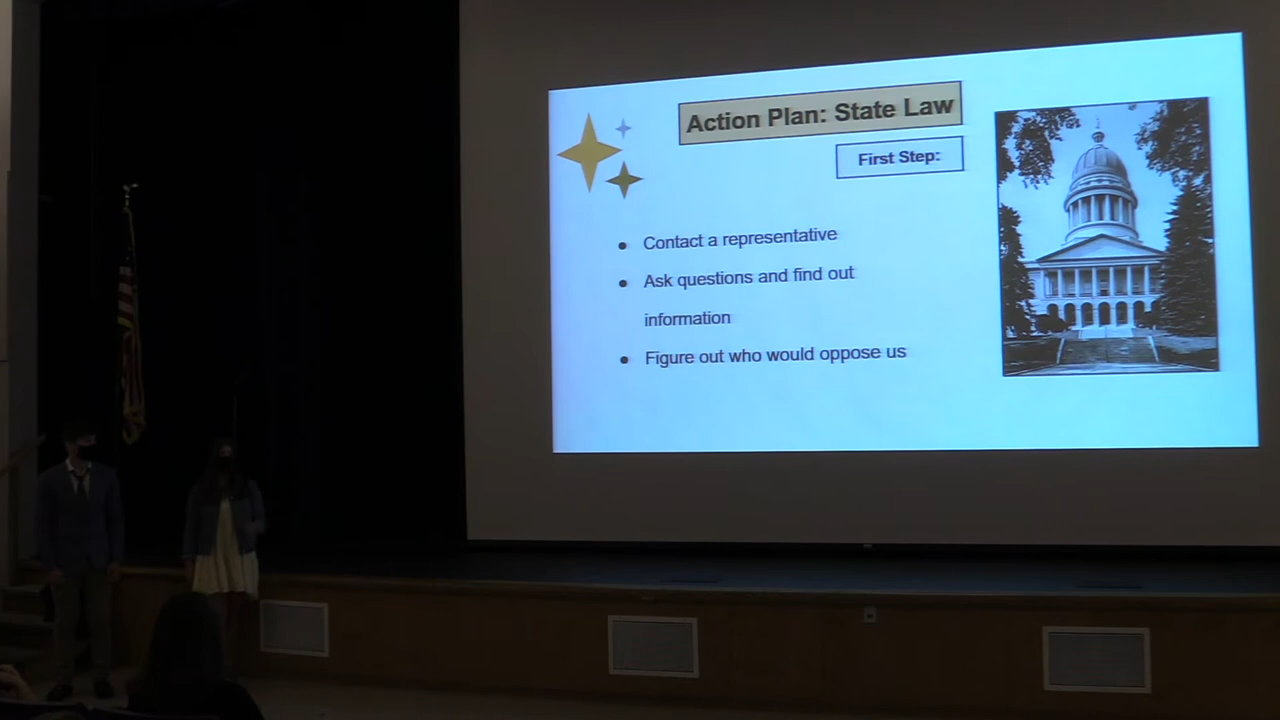 Action Plan: State Law
First Step:
Contact a representative
Ask questions and find out
information
Figure out who would oppose us